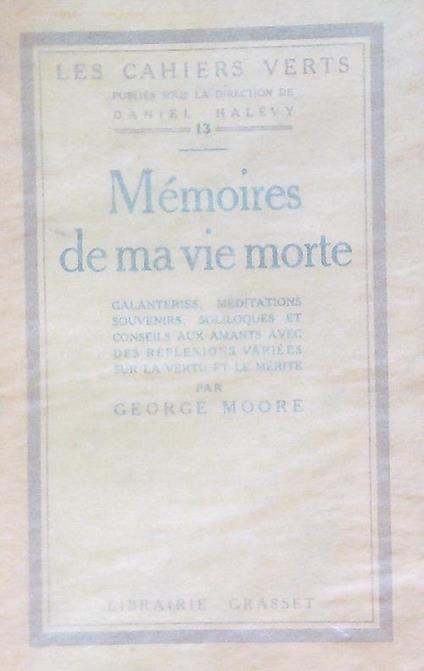 LES CAHIERS VERTS
PUBLIÉS SOUS LA DIRECTION DE
DANIEL HALÉVY
13
Mémoires
de ma vie morte
GALANTERIES, MÉDITATIONS
SOUVENIRS, SOLILOQUES ET
CONSEILS AUX AMANTS AVEC
DES RÉFLEXIONS VARIÉES
SUR LA VERTU ET LE MÉRITE
PAR
GEORGE MOORE
LIBRAIRIE GRASSET